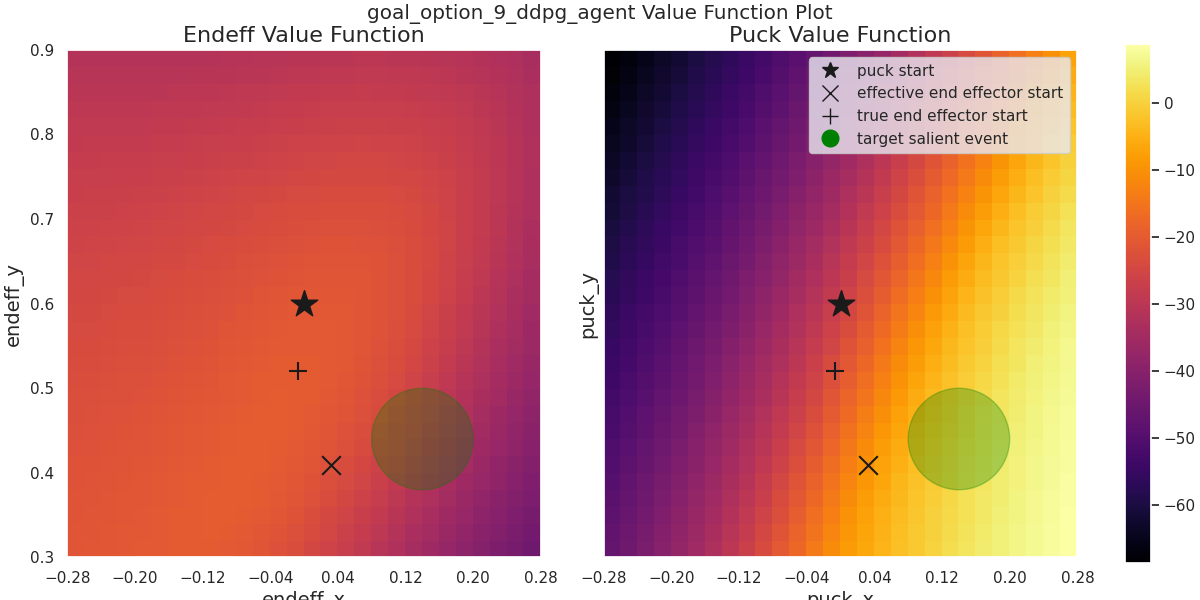 goal_option_9_ddpg_agent Value Function Plot
Endeff Value Function
Puck Value Function
endeff_y
0.9
0.8
0.7
0.6
0.5
0.4
0.3
−0.28 −0.20 −0.12 −0.04 0.04 0.12 0.20 0.28
endeff_x
puck_y
puck start
effective end effector start
true end effector start
target salient event
−0.28 −0.20 −0.12 −0.04 0.04 0.12 0.20 0.28
puck_x
0
−10
−20
−30
−40
−50
−60